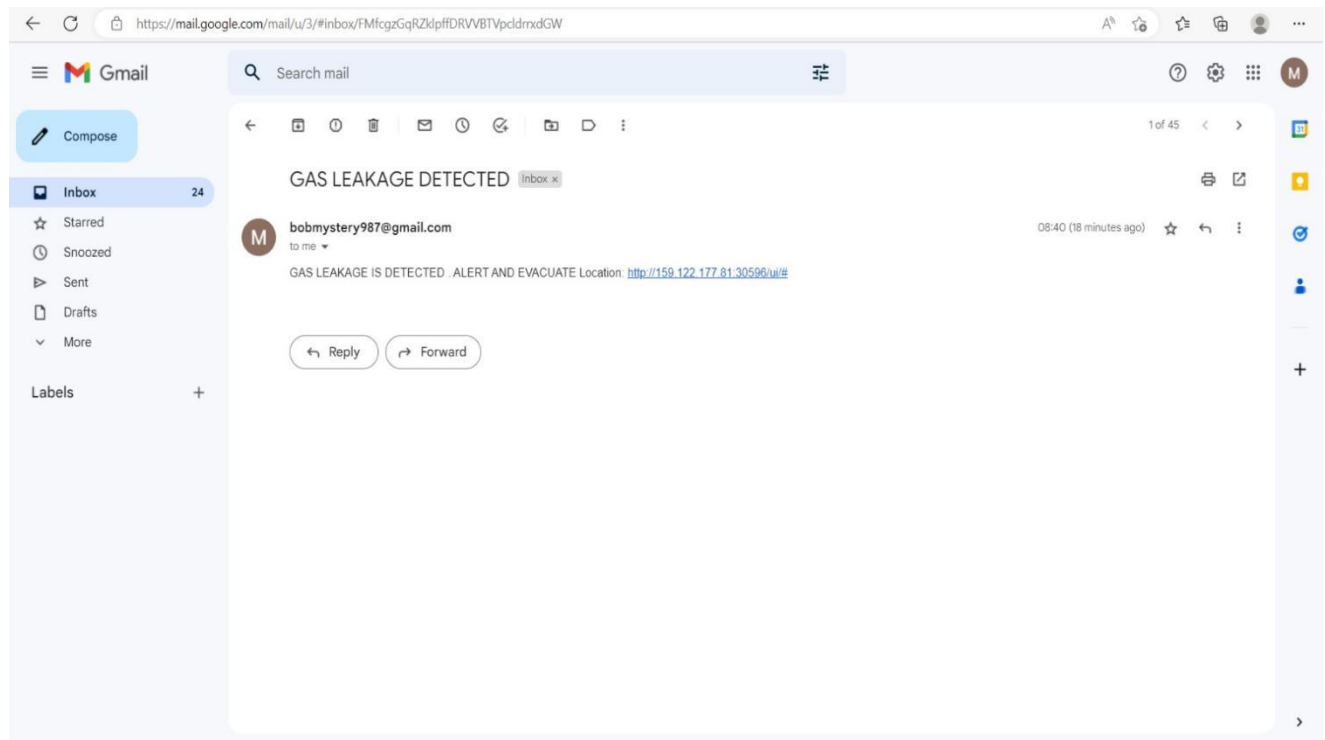 https://mail.google.com/mail/u/3/#inbox/FMfcgzGqRZklpffDRVVBTVpcldrrxdGW
Gmail
Search mail
M
Compose
1 of 45
31
GAS LEAKAGE DETECTED Inbox ×
Inbox 24
Starred
Snoozed
Sent
Drafts
More
Labels
M
bobmystery987@gmail.com
08:40 (18 minutes ago)
to me
GAS LEAKAGE IS DETECTED . ALERT AND EVACUATE Location: http://159.122.177.81:30596/ui/#
Reply
Forward